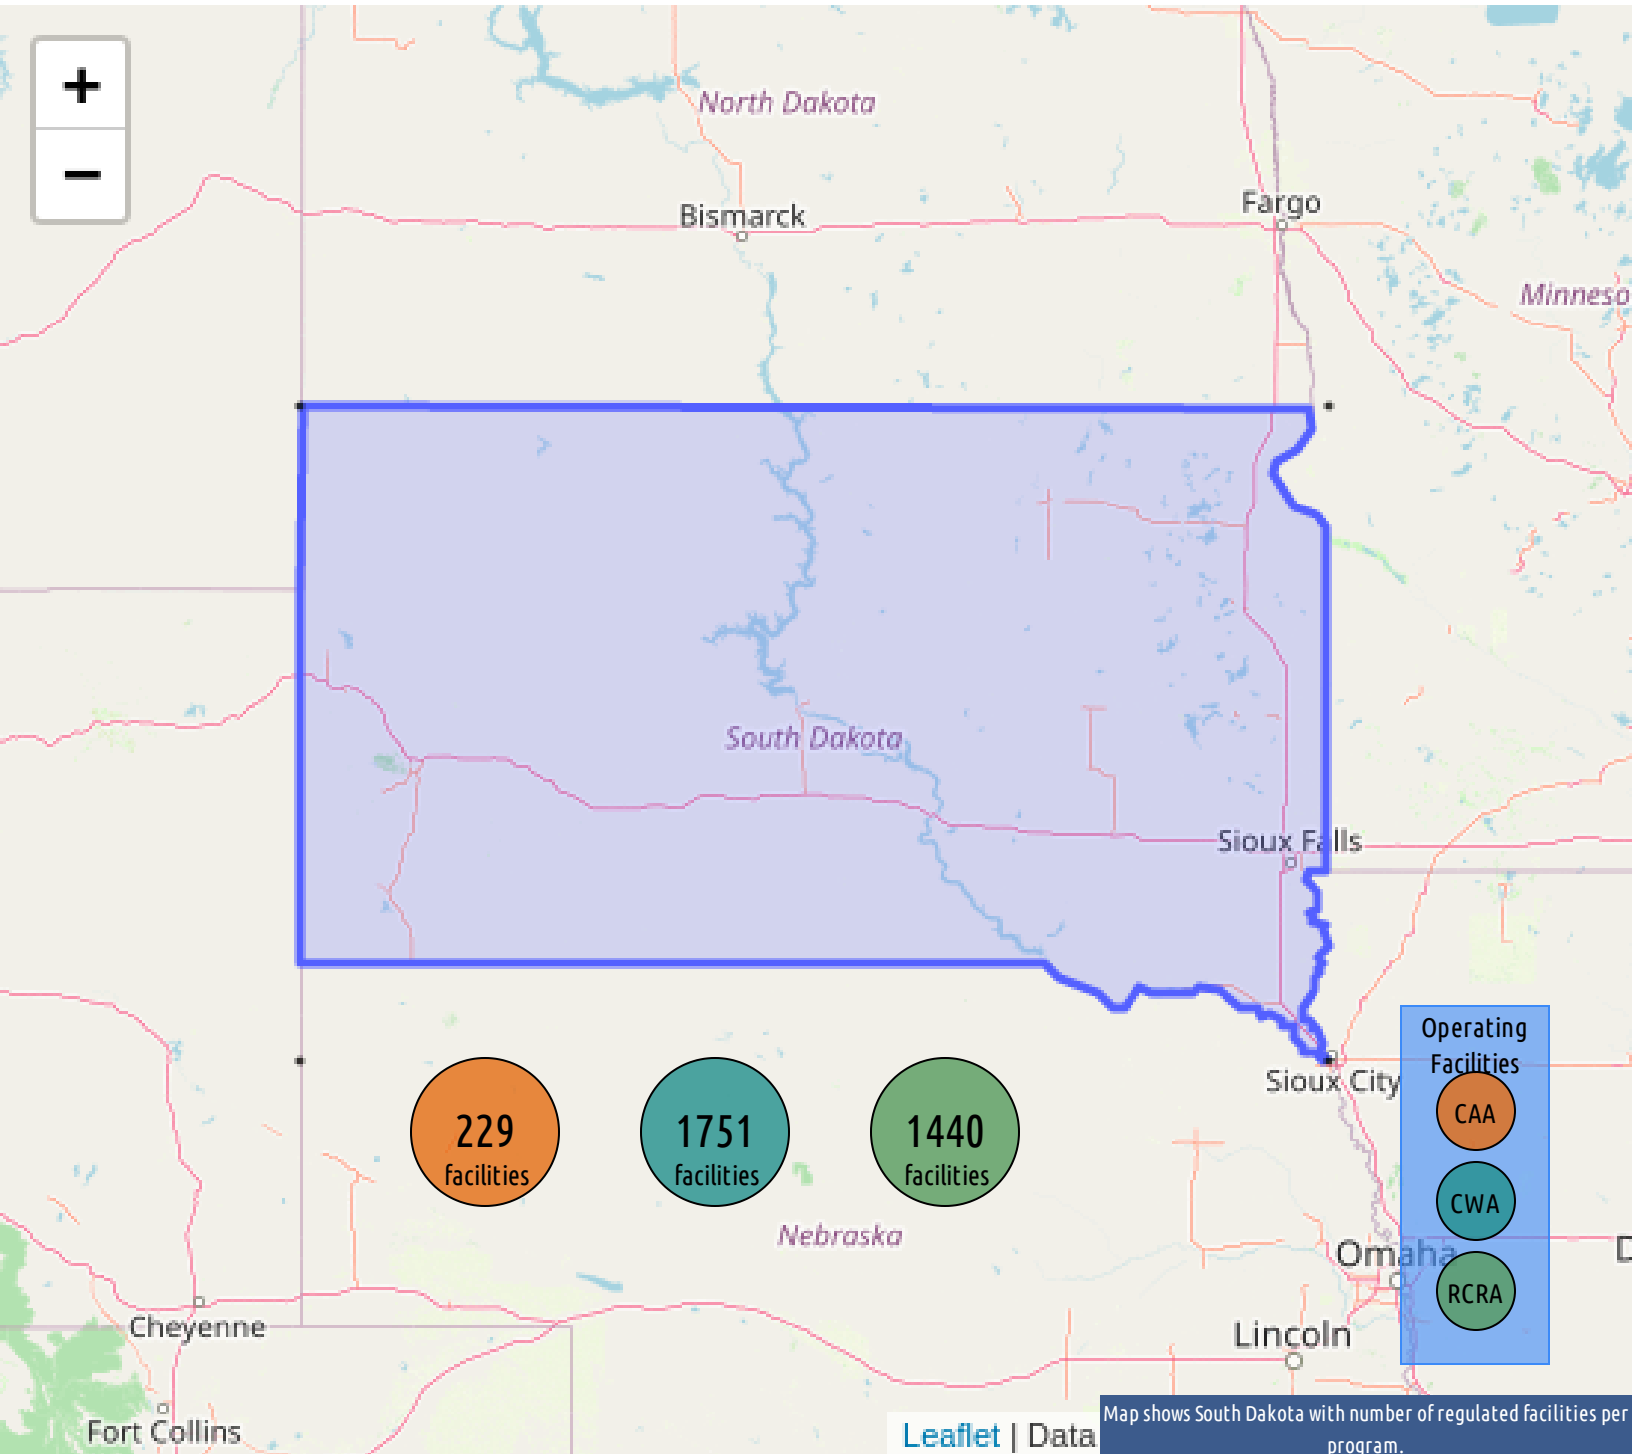 +
−
North Dakota
Bismarck
Fargo
Minneso
South Dakota
Sioux Falls
Operating
Facilities
Sioux City
CAA
229
facilities
1751
facilities
1440
facilities
CWA
Nebraska
Omaha
D
RCRA
Cheyenne
Lincoln
Fort Collins
Leaflet | Data
Map shows South Dakota with number of regulated facilities per
program.